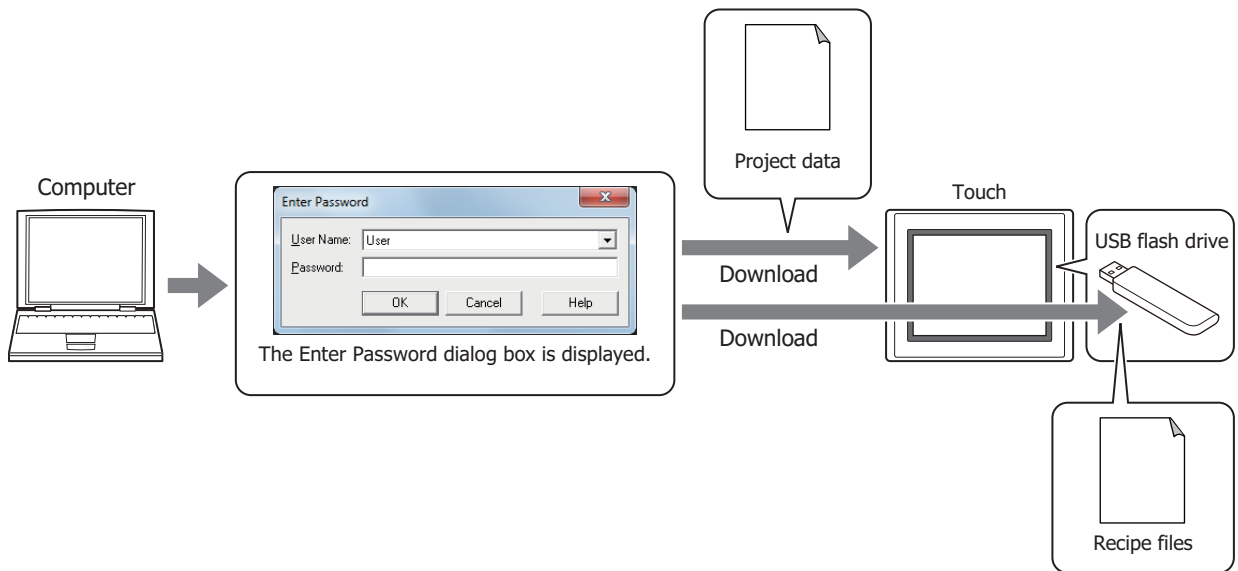 Project data
Computer
Touch
Enter Password
User Name: User
Password:
OK Cancel Help
The Enter Password dialog box is displayed.
Download
Download
USB flash drive
Recipe files